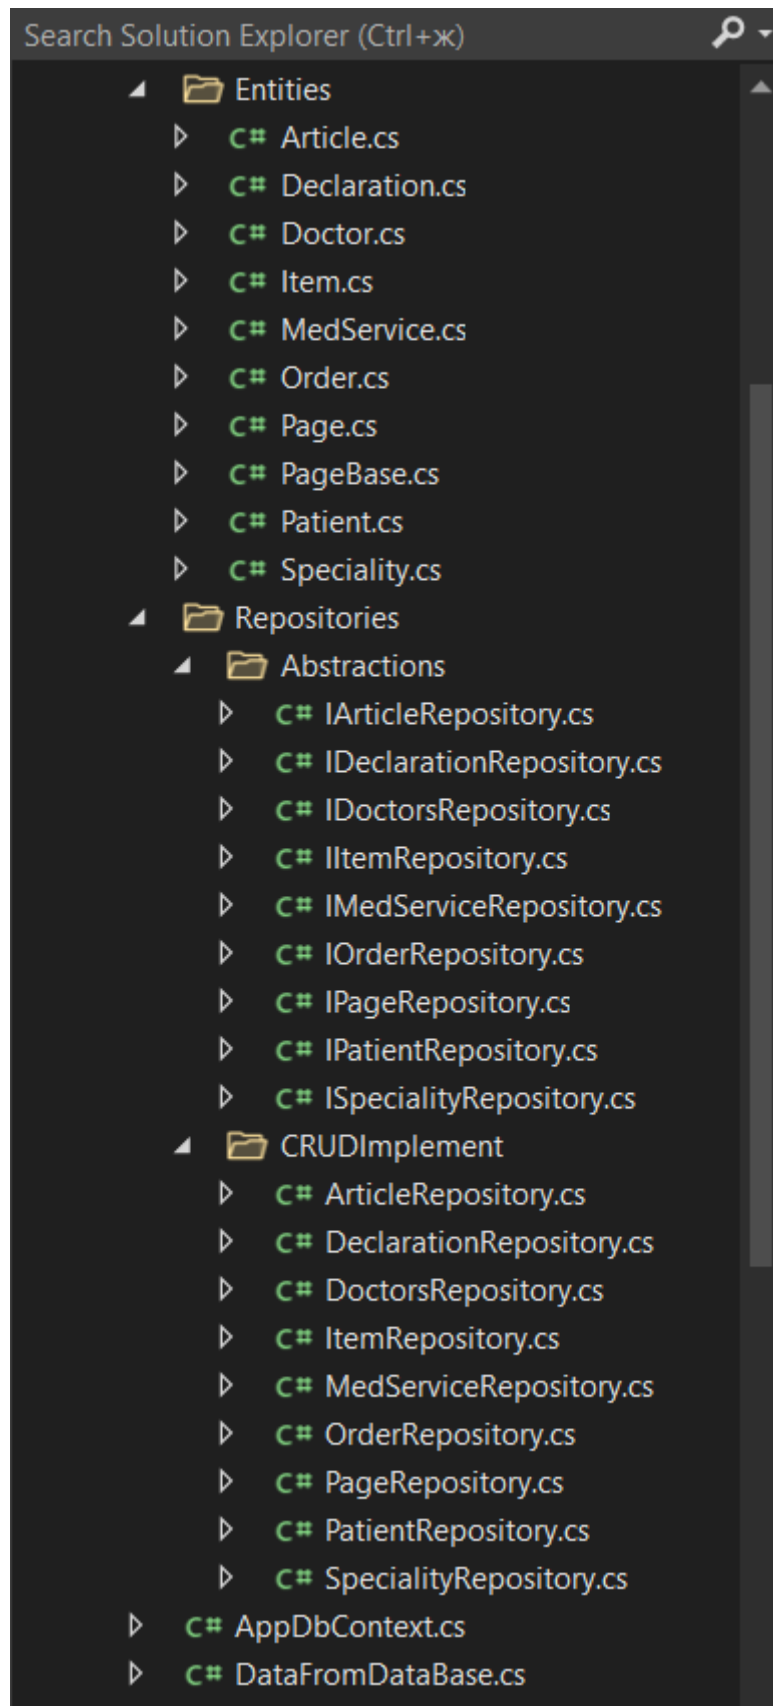 Search Solution Explorer (Ctrl+ж)
Entities
C# Article.cs
C# Declaration.cs
C# Doctor.cs
C# Item.cs
C# MedService.cs
C# Order.cs
C# Page.cs
C# PageBase.cs
C# Patient.cs
C# Speciality.cs
Repositories
Abstractions
C# IArticleRepository.cs
C# IDeclarationRepository.cs
C# IDoctorsRepository.cs
C# IItemRepository.cs
C# IMedServiceRepository.cs
C# IOrderRepository.cs
C# IPageRepository.cs
C# IPatientRepository.cs
C# ISpecialityRepository.cs
CRUDImplement
C# ArticleRepository.cs
C# DeclarationRepository.cs
C# DoctorsRepository.cs
C# ItemRepository.cs
C# MedServiceRepository.cs
C# OrderRepository.cs
C# PageRepository.cs
C# PatientRepository.cs
C# SpecialityRepository.cs
C# AppDbContext.cs
C# DataFromDataBase.cs